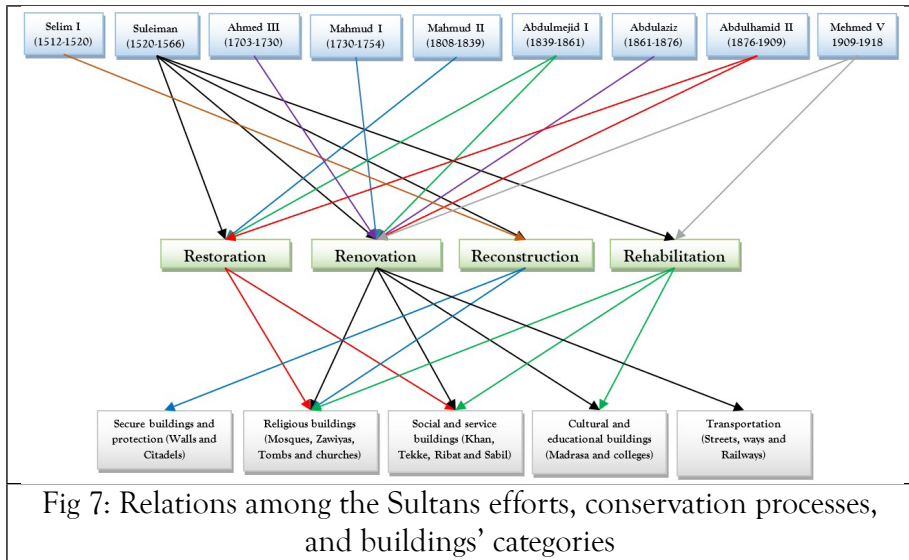 Selim I
(1512-1520)
Suleiman
(1520-1566)
Ahmed III
(1703-1730)
Mahmud I
(1730-1754)
Mahmud II
(1808-1839)
Abdulmejid I
(1839-1861)
Abdulaziz
(1861-1876)
Abdulhamid II
(1876-1909)
Mehmed V
1909-1918)
Restoration
Renovation
Reconstruction
Rehabilitation
Secure buildings and
protection (Walls and
Citadels)
Religious buildings
(Mosques, Zawiyas,
Tombs and churches)
Social and service
buildings (Khan,
Tekke, Ribat and Sabil)
Cultural and
educational buildings
(Madrasa and colleges)
Transportation
(Streets, ways and
Railways)
Fig 7: Relations among the Sultans efforts, conservation processes,
and buildings’ categories